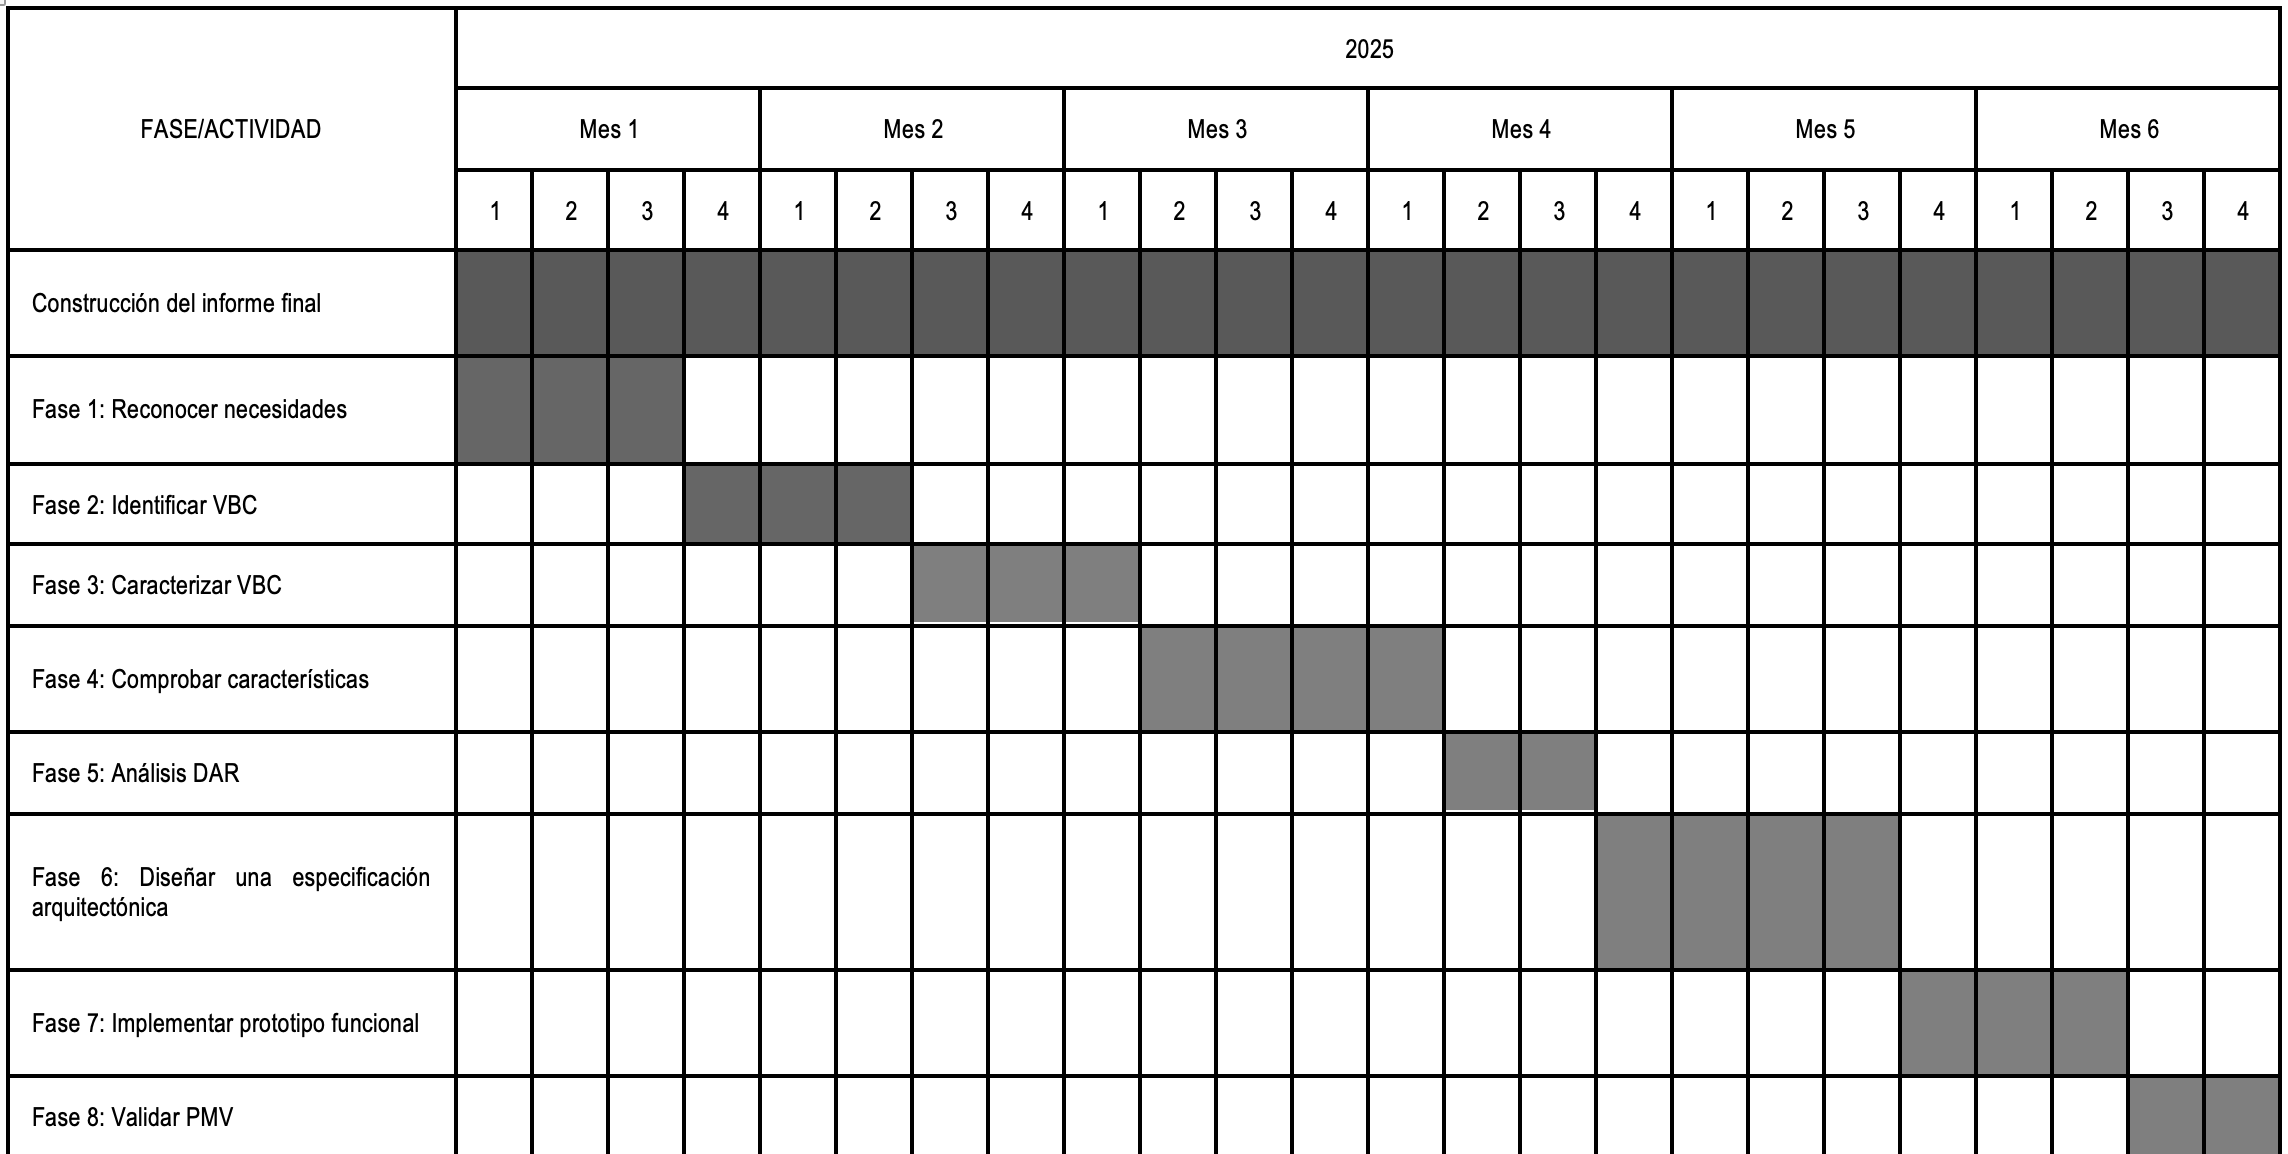 2025
FASE/ACTIVIDAD
Mes 1 Mes 2 Mes 3 Mes 4 Mes 5 Mes 6
1 2 3 4 1 2 3 4 1 2 3 4 1 2 3 4 1 2 3 4 1 2 3 4
Construcción del informe final
Fase 1: Reconocer necesidades
Fase 2: Identificar VBC
Fase 3: Caracterizar VBC
Fase 4: Comprobar características
Fase 5: Análisis DAR
Fase 6: Diseñar una especificación
arquitectónica
Fase 7: Implementar prototipo funcional
Fase 8: Validar PMV